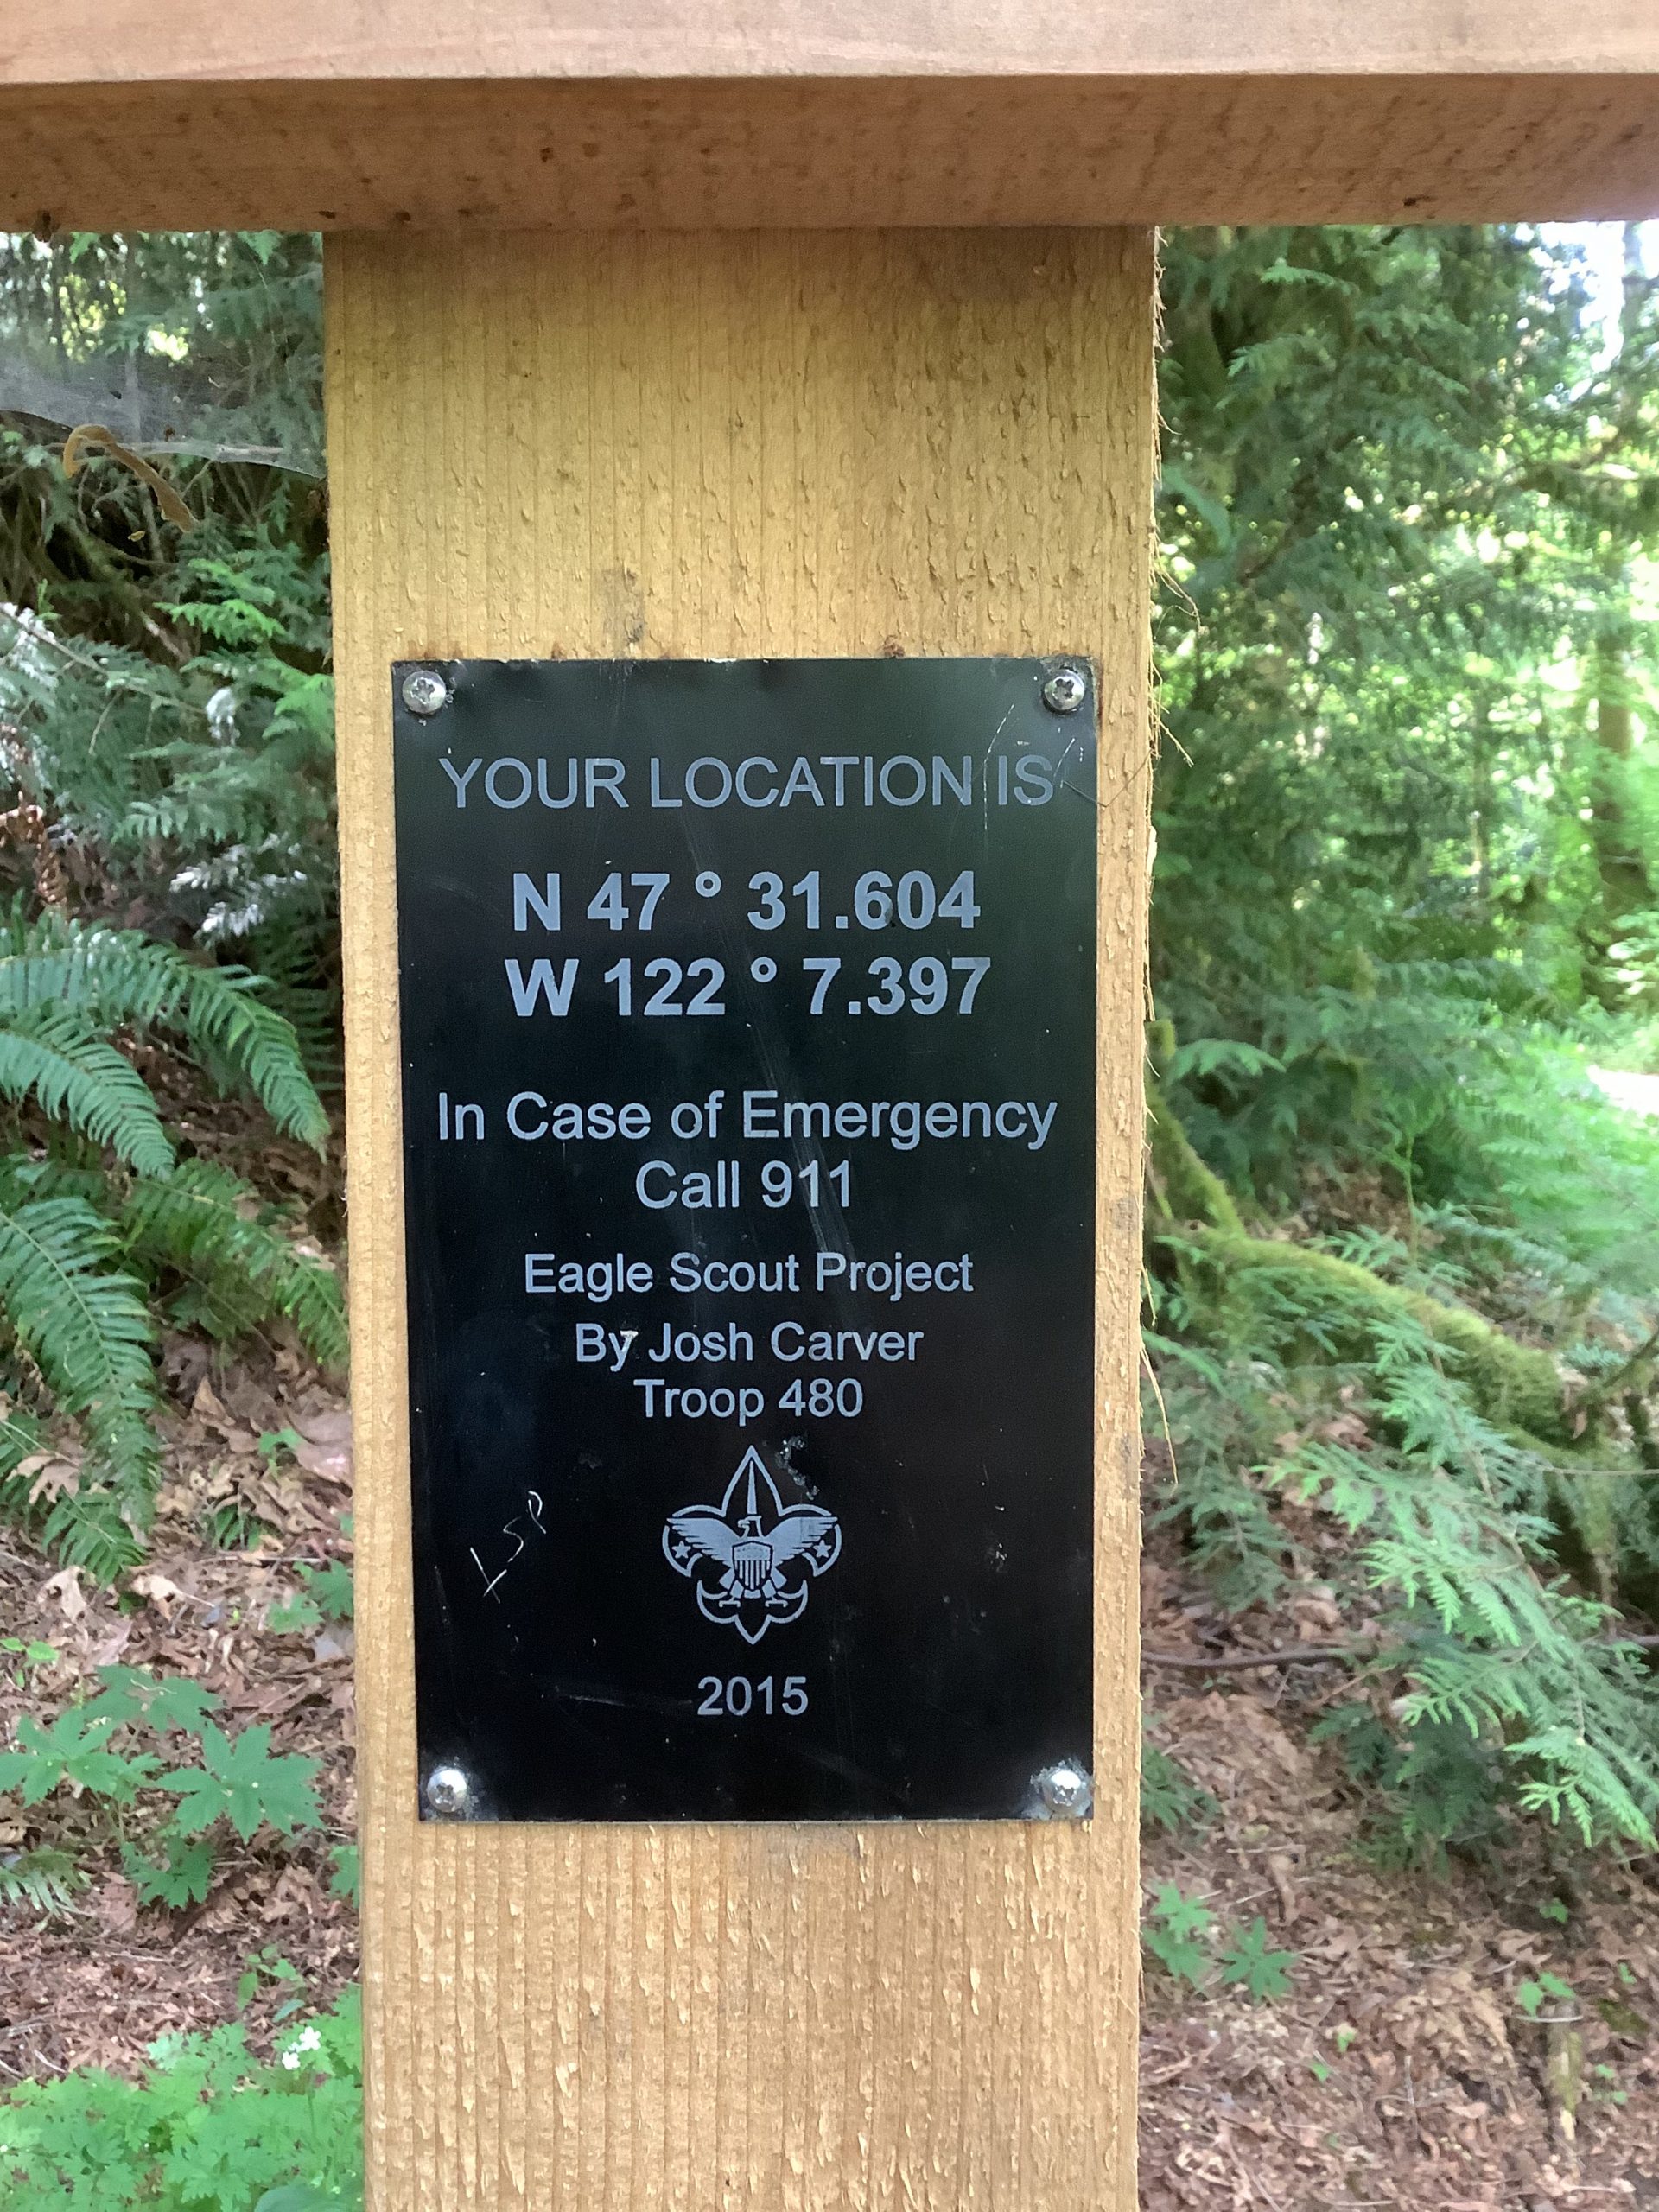 YOUR LOCATION IS
N 47 ° 31.604
W 122 ° 7.397
In Case of Emergency
Call 911
Eagle Scout Project
By Josh Carver
Troop 480
2015